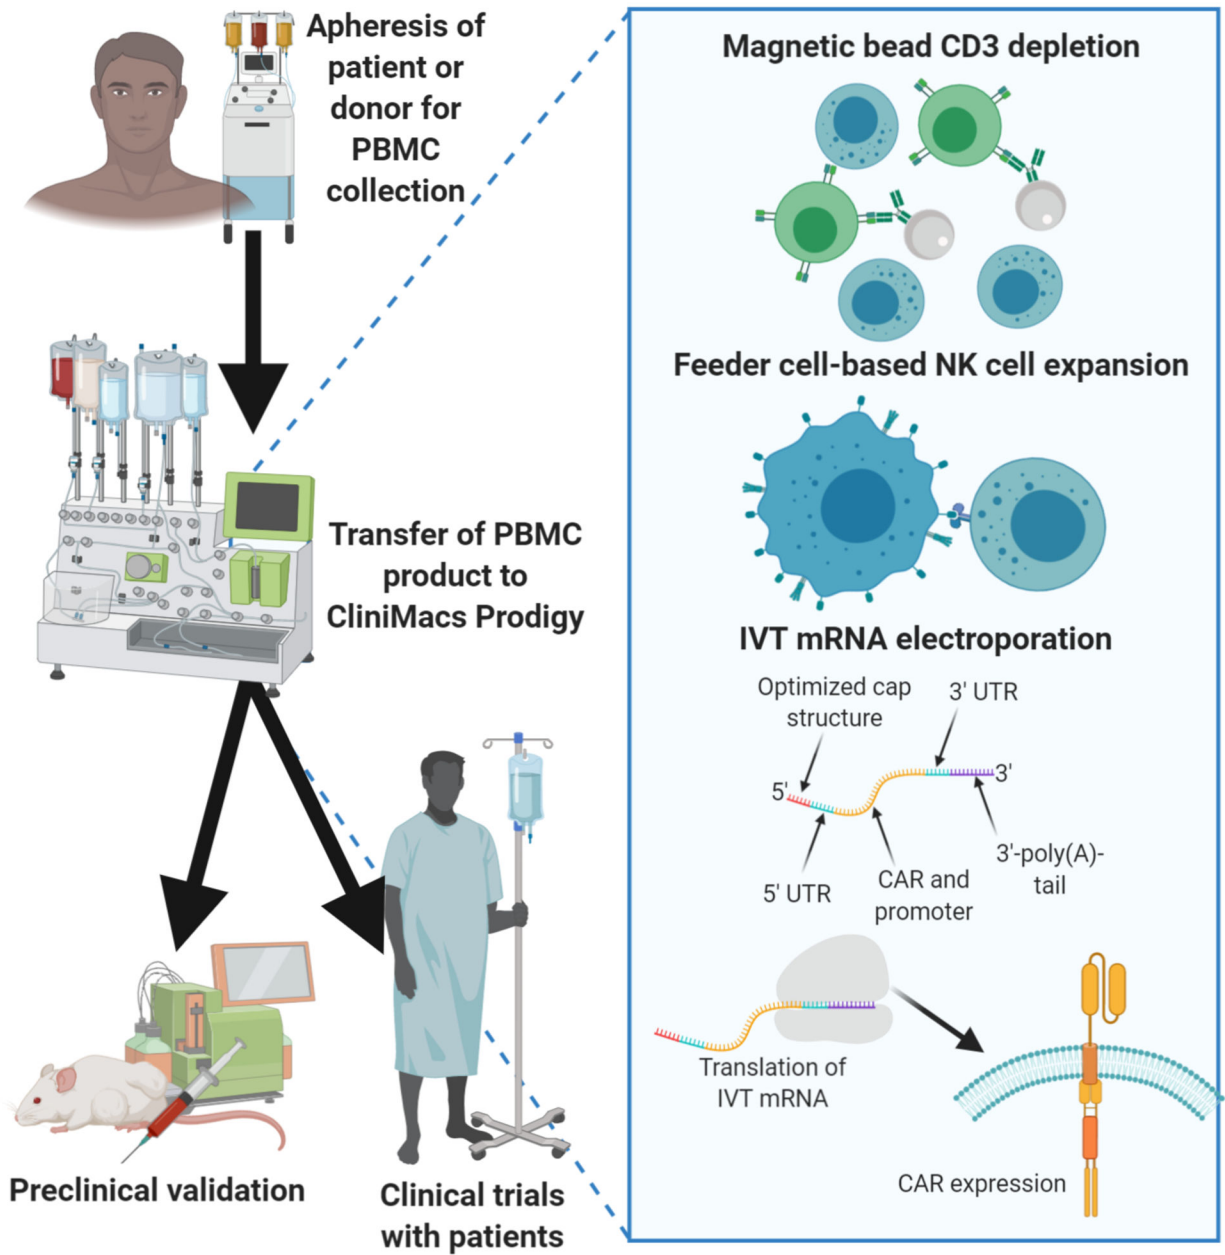 Apheresis of
patient or
donor for
PBMC
collection
Transfer of PBMC
product to
CliniMacs Prodigy
Preclinical validation
Clinical trials
with patients
Magnetic bead CD3 depletion
Feeder cell-based NK cell expansion
IVT mRNA electroporation
Optimized cap
structure
3' UTR
5'
3'
5' UTR
CAR and
promoter
3'-poly(A)-
tail
Translation of
IVT mRNA
CAR expression